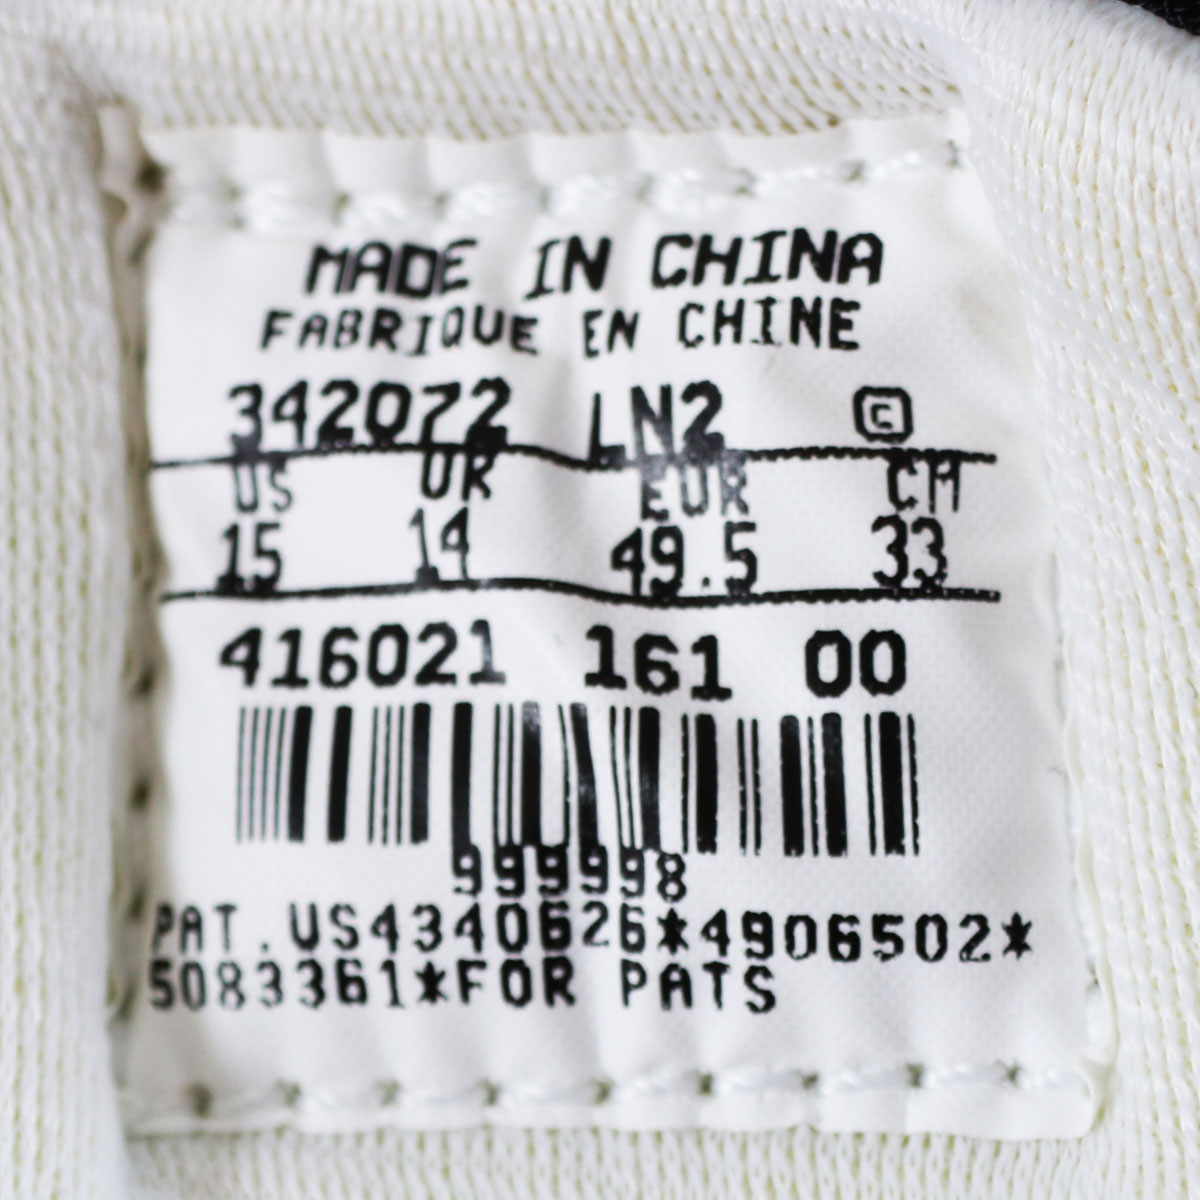 MADE IN CHINA
FABRIQUE EN CHINE
342072 LN2 C
US UK EUR CM
15 14 49.5 33
416021 161 00
999998
PAT.US4340626*4906502*
5083361*FOR PATS